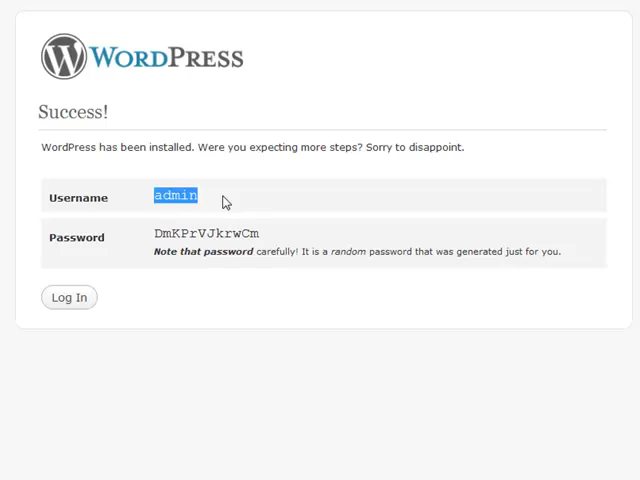 WORDPRESS
Success!
WordPress has been installed. Were you expecting more steps? Sorry to disappoint.
Username admin
Password DmKPrVJkrwCm
Note that password carefully! It is a random password that was generated just for you.
Log In